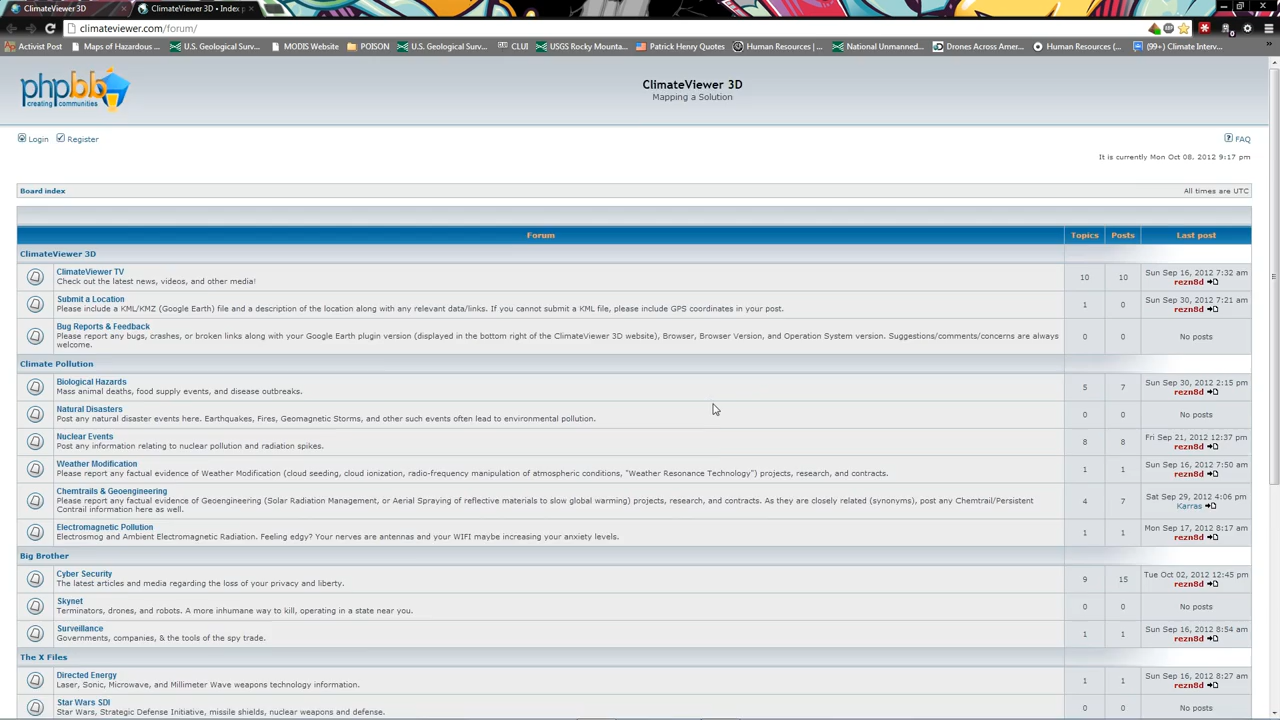 ClimateViewer 3D
ClimateViewer 3D • Index p
climateviewer.com/forum/
Activist Post
Maps of Hazardous ...
U.S. Geological Surv...
MODIS Website
POISON
U.S. Geological Surv...
CLUI
USGS Rocky Mounta...
Patrick Henry Quotes
Human Resources | ...
National Unmanned...
Drones Across Amer...
Human Resources (...
(99+) Climate Interv...
phpbb
creating communities
ClimateViewer 3D
Mapping a Solution
Login Register FAQ
It is currently Mon Oct 08, 2012 9:17 pm
Board index All times are UTC
Forum Topics Posts Last post
ClimateViewer 3D
ClimateViewer TV
Check out the latest news, videos, and other media!
10 10 Sun Sep 16, 2012 7:32 am
rezn8d
Submit a Location
Please include a KML/KMZ (Google Earth) file and a description of the location along with any relevant data/links. If you cannot submit a KML file, please include GPS coordinates in your post.
1 0 Sun Sep 30, 2012 7:21 am
rezn8d
Bug Reports & Feedback
Please report any bugs, crashes, or broken links along with your Google Earth plugin version (displayed in the bottom right of the ClimateViewer 3D website), Browser, Browser Version, and Operation System version. Suggestions/comments/concerns are always
welcome.
0 0 No posts
Climate Pollution
Biological Hazards
Mass animal deaths, food supply events, and disease outbreaks.
5 7 Sun Sep 30, 2012 2:15 pm
rezn8d
Natural Disasters
Post any natural disaster events here. Earthquakes, Fires, Geomagnetic Storms, and other such events often lead to environmental pollution.
0 0 No posts
Nuclear Events
Post any information relating to nuclear pollution and radiation spikes.
8 8 Fri Sep 21, 2012 12:37 pm
rezn8d
Weather Modification
Please report any factual evidence of Weather Modification (cloud seeding, cloud ionization, radio-frequency manipulation of atmospheric conditions, "Weather Resonance Technology") projects, research, and contracts.
1 1 Sun Sep 16, 2012 7:50 am
rezn8d
Chemtrails & Geoengineering
Please report any factual evidence of Geoengineering (Solar Radiation Management, or Aerial Spraying of reflective materials to slow global warming) projects, research, and contracts. As they are closely related (synonyms), post any Chemtrail/Persistent
Contrail information here as well.
4 7 Sat Sep 29, 2012 4:06 pm
Karras
Electromagnetic Pollution
Electrosmog and Ambient Electromagnetic Radiation. Feeling edgy? Your nerves are antennas and your WIFI maybe increasing your anxiety levels.
1 1 Mon Sep 17, 2012 8:17 am
rezn8d
Big Brother
Cyber Security
The latest articles and media regarding the loss of your privacy and liberty.
9 15 Tue Oct 02, 2012 12:45 pm
rezn8d
Skynet
Terminators, drones, and robots. A more inhumane way to kill, operating in a state near you.
0 0 No posts
Surveillance
Governments, companies, & the tools of the spy trade.
1 1 Sun Sep 16, 2012 8:54 am
rezn8d
The X Files
Directed Energy
Laser, Sonic, Microwave, and Millimeter Wave weapons technology information.
1 1 Sun Sep 16, 2012 8:27 am
rezn8d
Star Wars SDI
Star Wars, Strategic Defense Initiative, missile shields, nuclear weapons and defense.
0 0 No posts